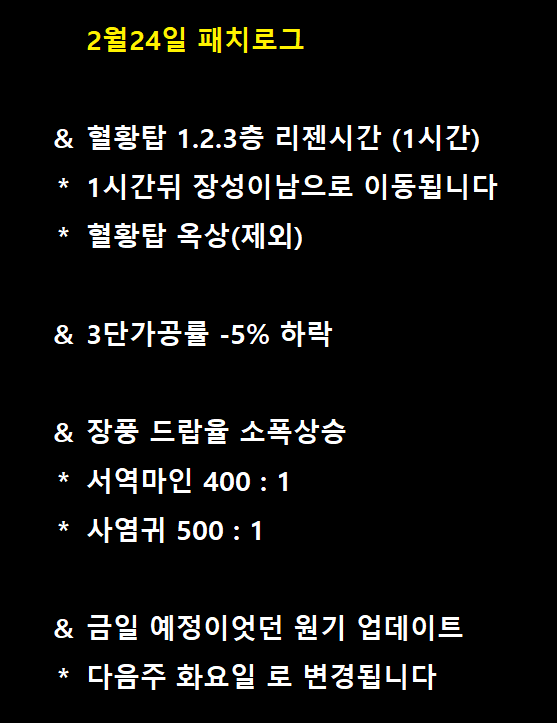 2월24일 패치로그
& 혈황탑 1.2.3층 리젠시간 (1시간)
* 1시간뒤 장성이남으로 이동됩니다
* 혈황탑 옥상(제외)
& 3단가공률 -5% 하락
& 장풍 드랍율 소폭상승
* 서역마인 400 : 1
* 사염귀 500 : 1
& 금일 예정이엇던 원기 업데이트
* 다음주 화요일 로 변경됩니다